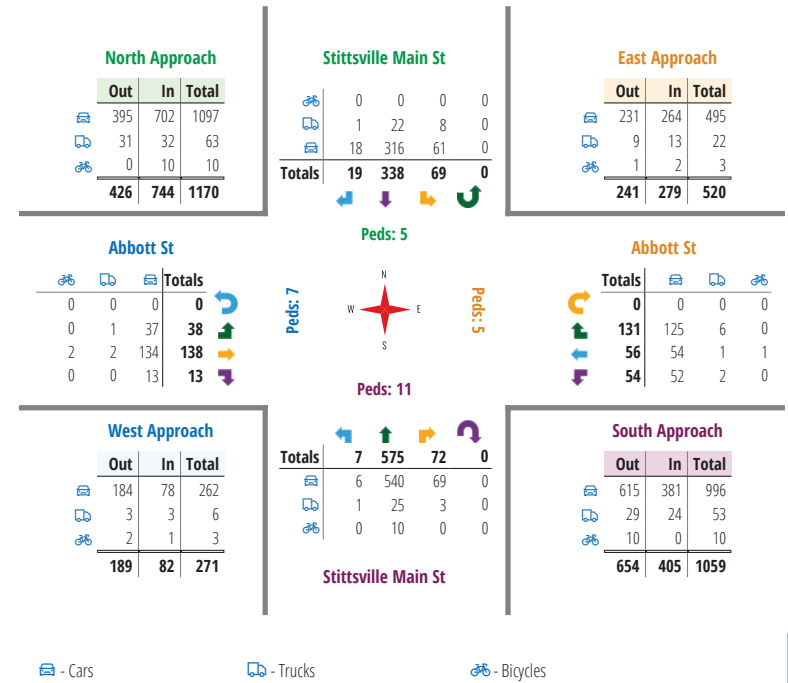 North Approach
Out In Total
395 702 1097
31 32 63
0 10 10
426 744 1170
Stittsville Main St
0 0 0 0
1 22 8 0
18 316 61 0
Totals 19 338 69 0
East Approach
Out In Total
231 264 495
9 13 22
1 2 3
241 279 520
Abbott St
Totals
0 0 0 0
0 1 37 38
2 2 134 138
0 0 13 13
Peds: 5
Peds: 7
N
W E
S
Peds: 5
Peds: 11
Abbott St
Totals
0 0 0 0
131 125 6 0
56 54 1 1
54 52 2 0
West Approach
Out In Total
184 78 262
3 3 6
2 1 3
189 82 271
Totals 7 575 72 0
6 540 69 0
1 25 3 0
0 10 0 0
Stittsville Main St
South Approach
Out In Total
615 381 996
29 24 53
10 0 10
654 405 1059
- Cars
- Trucks
- Bicycles